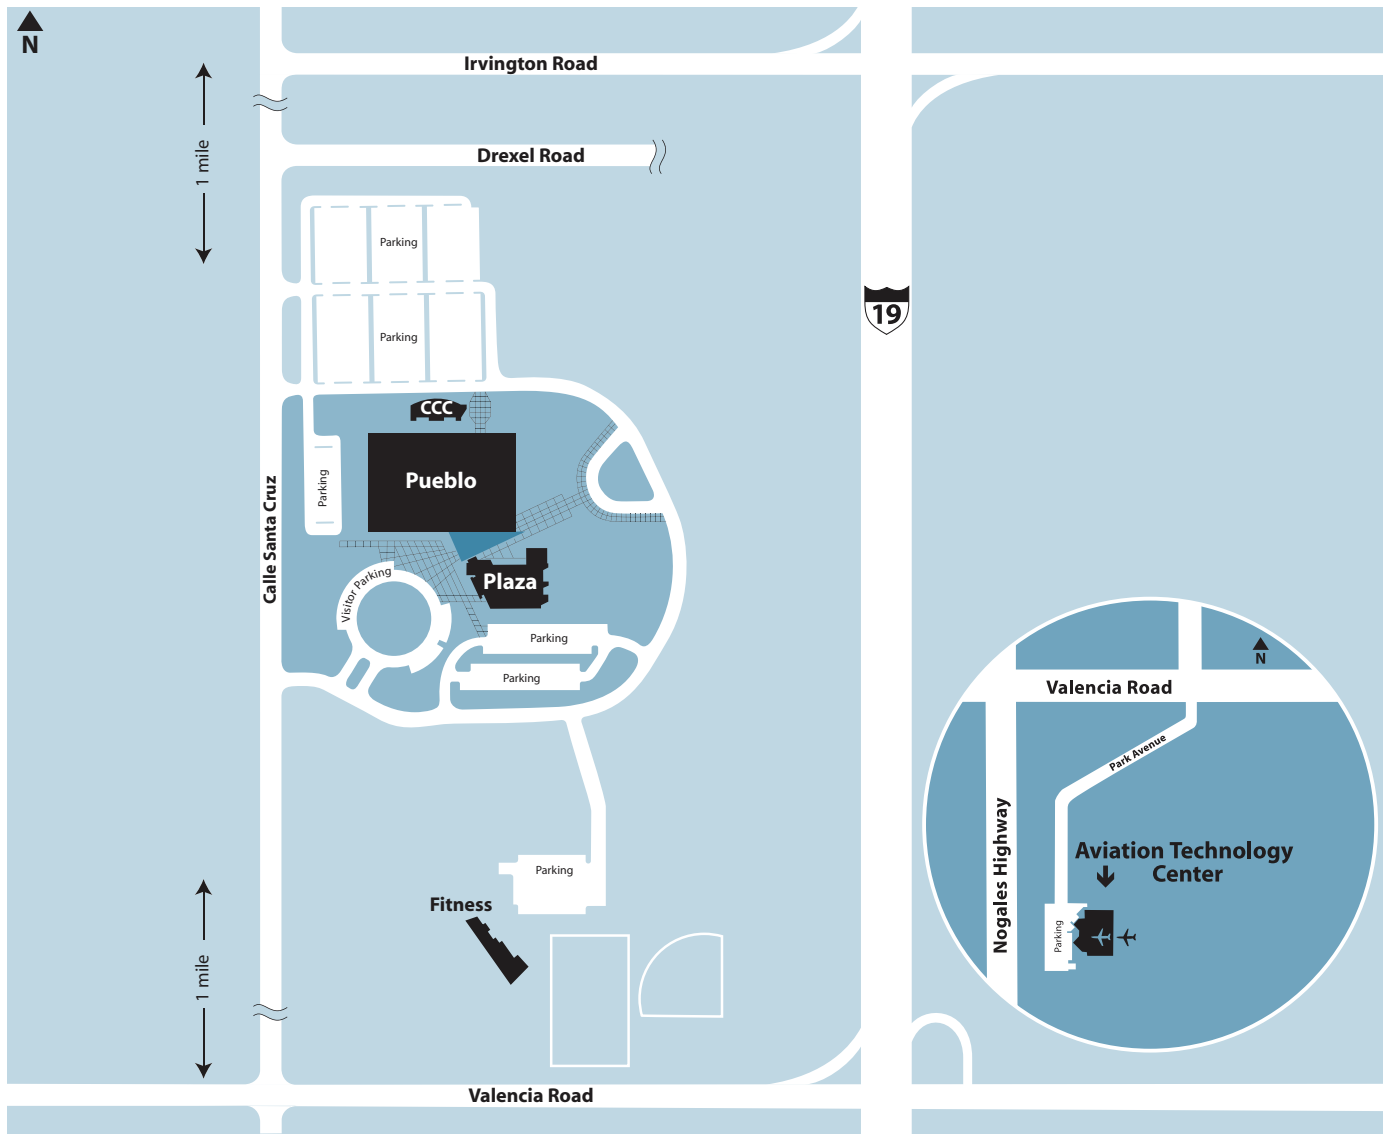 N
Irvington Road
1 mile
Drexel Road
Parking
19
Parking
CCC
Pueblo
Parking
Calle Santa Cruz
Visitor Parking
Plaza
Parking
Parking
N
Valencia Road
Park Avenue
Nogales Highway
Aviation Technology
Center
Parking
Parking
Fitness
1 mile
Valencia Road